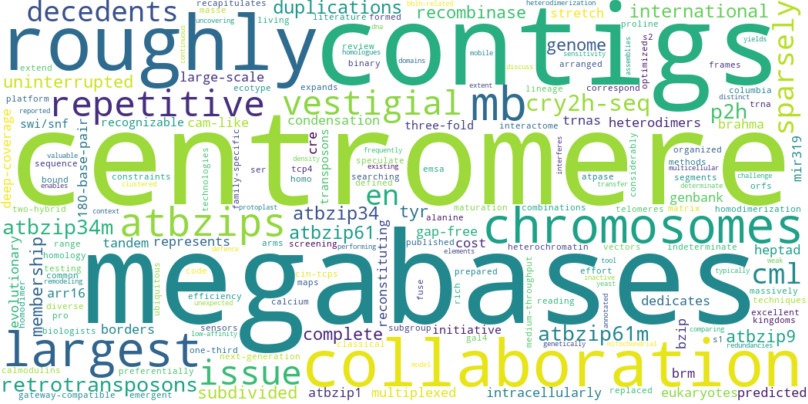 decedents
recapitulates
masse
uncovering
living
duplications
literature formed
homologues
review
binary
mobile
bhlh-related
recombinase
heterodimerization
stretch
dna
domains
international
proline
sparsely
roughly
contigs
extend
ecotype
genome
arranged
sensitivity
assemblies
s2
optimized
uninterrupted
large-scale
expands
lineage
correspond
extent
discuss
frames
yields
trna
platform
reported
repetitive
vestigial
mb
cry2h-seq
columbia
distinct
deep-coverage
swi/snf
recognizable
cam-like
condensation
three-fold
trnas
heterodimers
brahma
p2h
interactome
centromere
sequence
valuable
enables
180-base-pair
bound
constraints
clustered
technologies
family-specific
density
ser
cre
tcp4
homo
transposons
frequently
existing
speculate
defined
searching
en
emsa
interferes
atpase
transfer
considerably
organized
methods
segments
multicellular
determinate
challenge
orfs
genbank
mir319
two-hybrid
context
protoplast
maturation
combinations
telomeres
matrix
homodimerization
atbzip34m
atbzips
atbzip34
tyr
alanine
gap-free
chromosomes
evolutionary
range
homology
tandem
represents
arms
atbzip61
screening
performing
published
cost
heterochromatin
vectors
indeterminate
weak
heptad
membership
testing
common
remodeling
diverse
pro
borders
megabases
reconstituting
elements
effort
tool
inactive
yeast
typically
cml
homodimer
arr16
ubiquitous
code
unexpected
efficiency
maps
calcium
fuse
prepared
rich
medium-throughput
reading
dedicates
annotated
mitochondrial
massively
techniques
comparing
excellent
kingdoms
biologists
sensors
low-affinity
one-third
complete
subgroup
initiative
gal4
genetically
atbzip61m
bzip
s1
redundancies
atbzip9
largest
issue
next-generation
classical
collaboration
calmodulins
preferentially
model
brm
retrotransposons
subdivided
atbzip1
multiplexed
intracellularly
replaced
eukaryotes
predicted
gateway-compatible
emergent